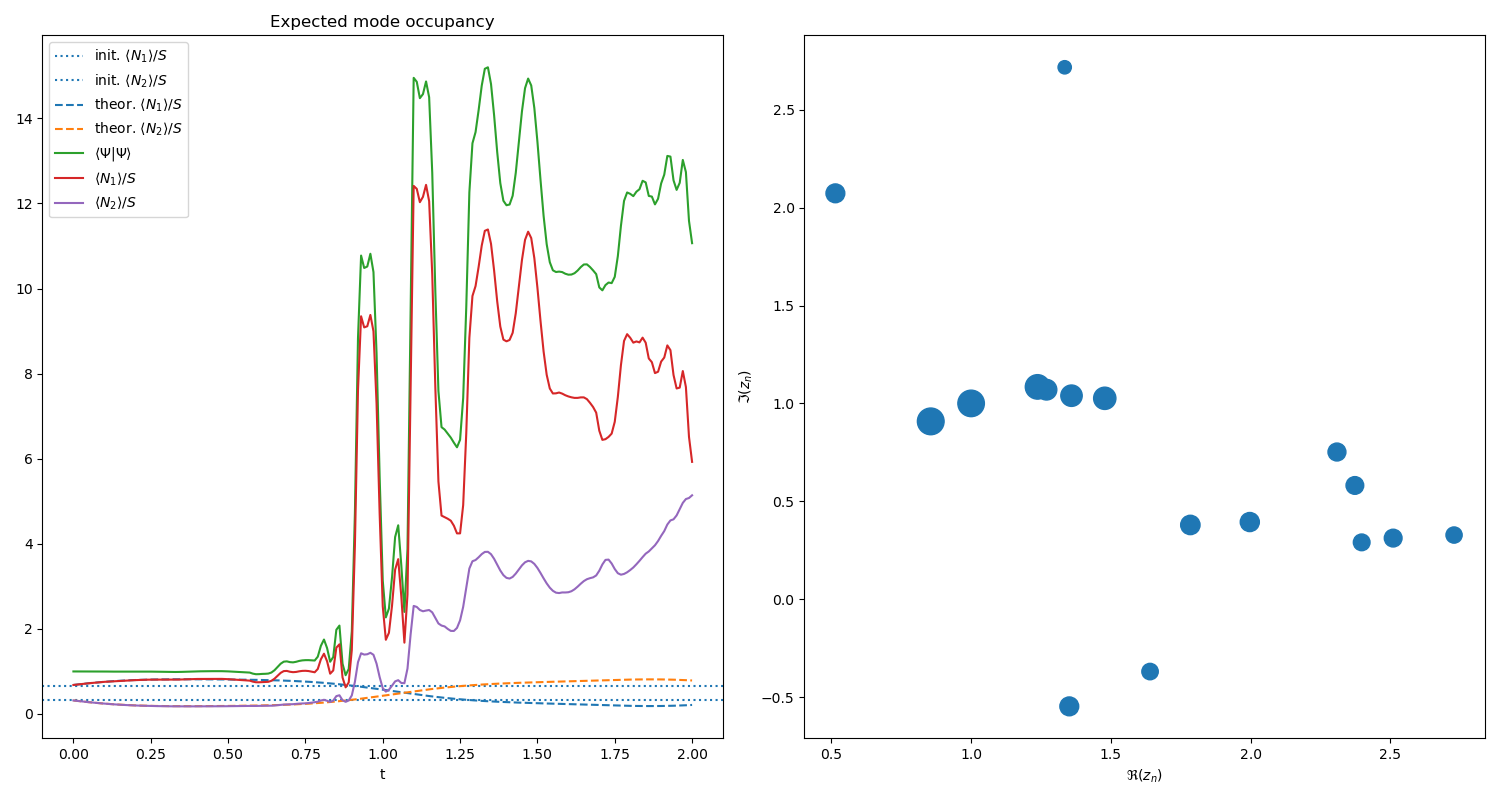 Expected mode occupancy
init. ⟨N₁⟩/S
init. ⟨N₂⟩/S
theor. ⟨N₁⟩/S
theor. ⟨N₂⟩/S
⟨Ψ|Ψ⟩
⟨N₁⟩/S
⟨N₂⟩/S
14
12
10
8
6
4
2
0
0.00 0.25 0.50 0.75 1.00 1.25 1.50 1.75 2.00
t
ℑ(zₙ)
2.5
2.0
1.5
1.0
0.5
0.0
−0.5
0.5 1.0 1.5 2.0 2.5
ℜ(zₙ)